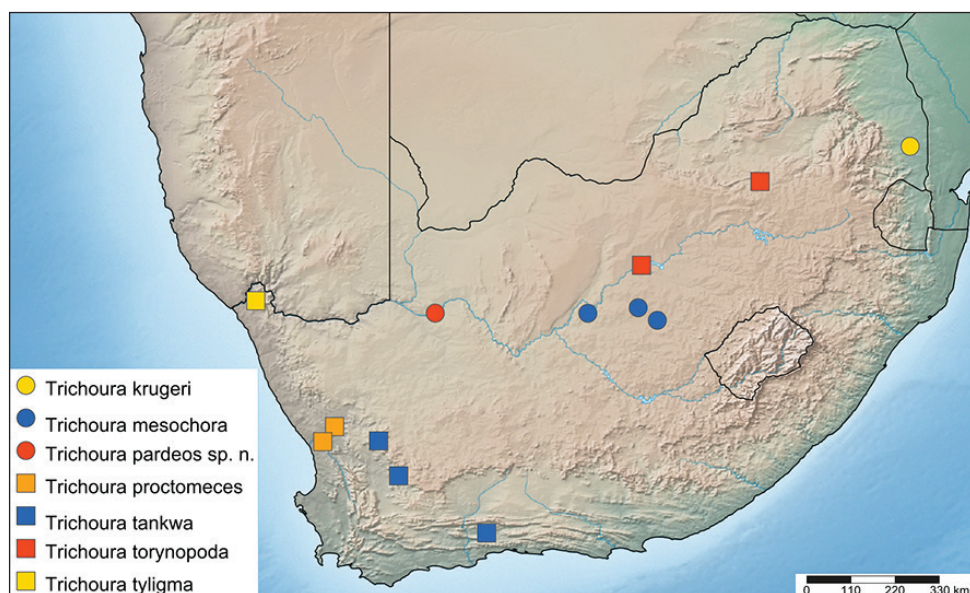 Trichoura krugeri
Trichoura mesochora
Trichoura pardeos sp. n.
Trichoura proctomeces
Trichoura tankwa
Trichoura torynopoda
Trichoura tyligma
0 110 220 330 km